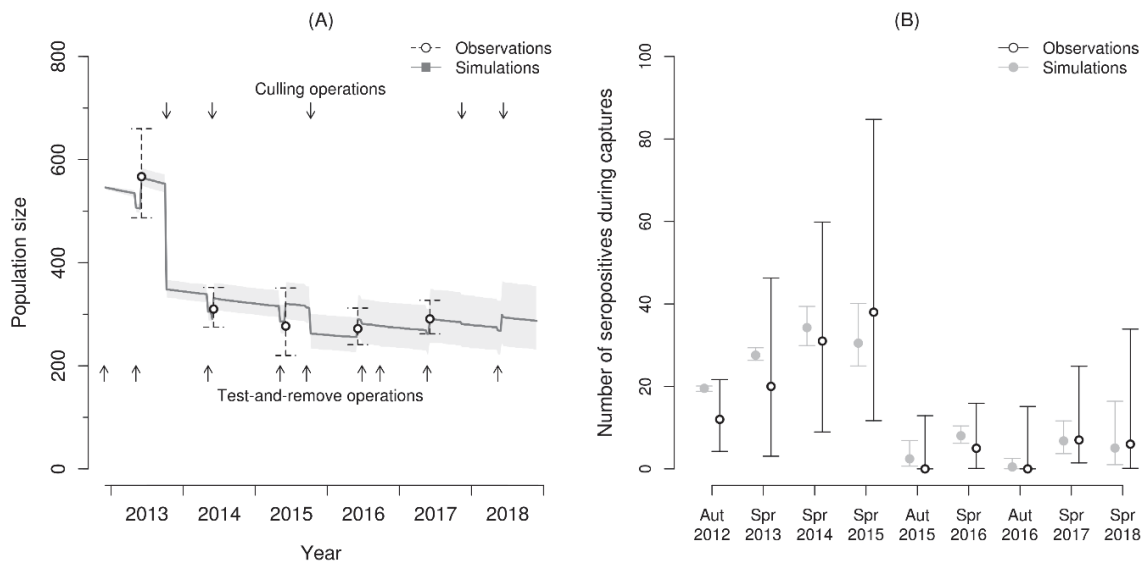 (A)
Observations
Simulations
Culling operations
Test-and-remove operations
Population size
800
600
400
200
0
2013 2014 2015 2016 2017 2018
Year
(B)
Observations
Simulations
Number of seropositives during captures
100
80
60
40
20
0
Aut Spr Spr Spr Aut Spr Aut Spr Spr
2012 2013 2014 2015 2015 2016 2016 2017 2018